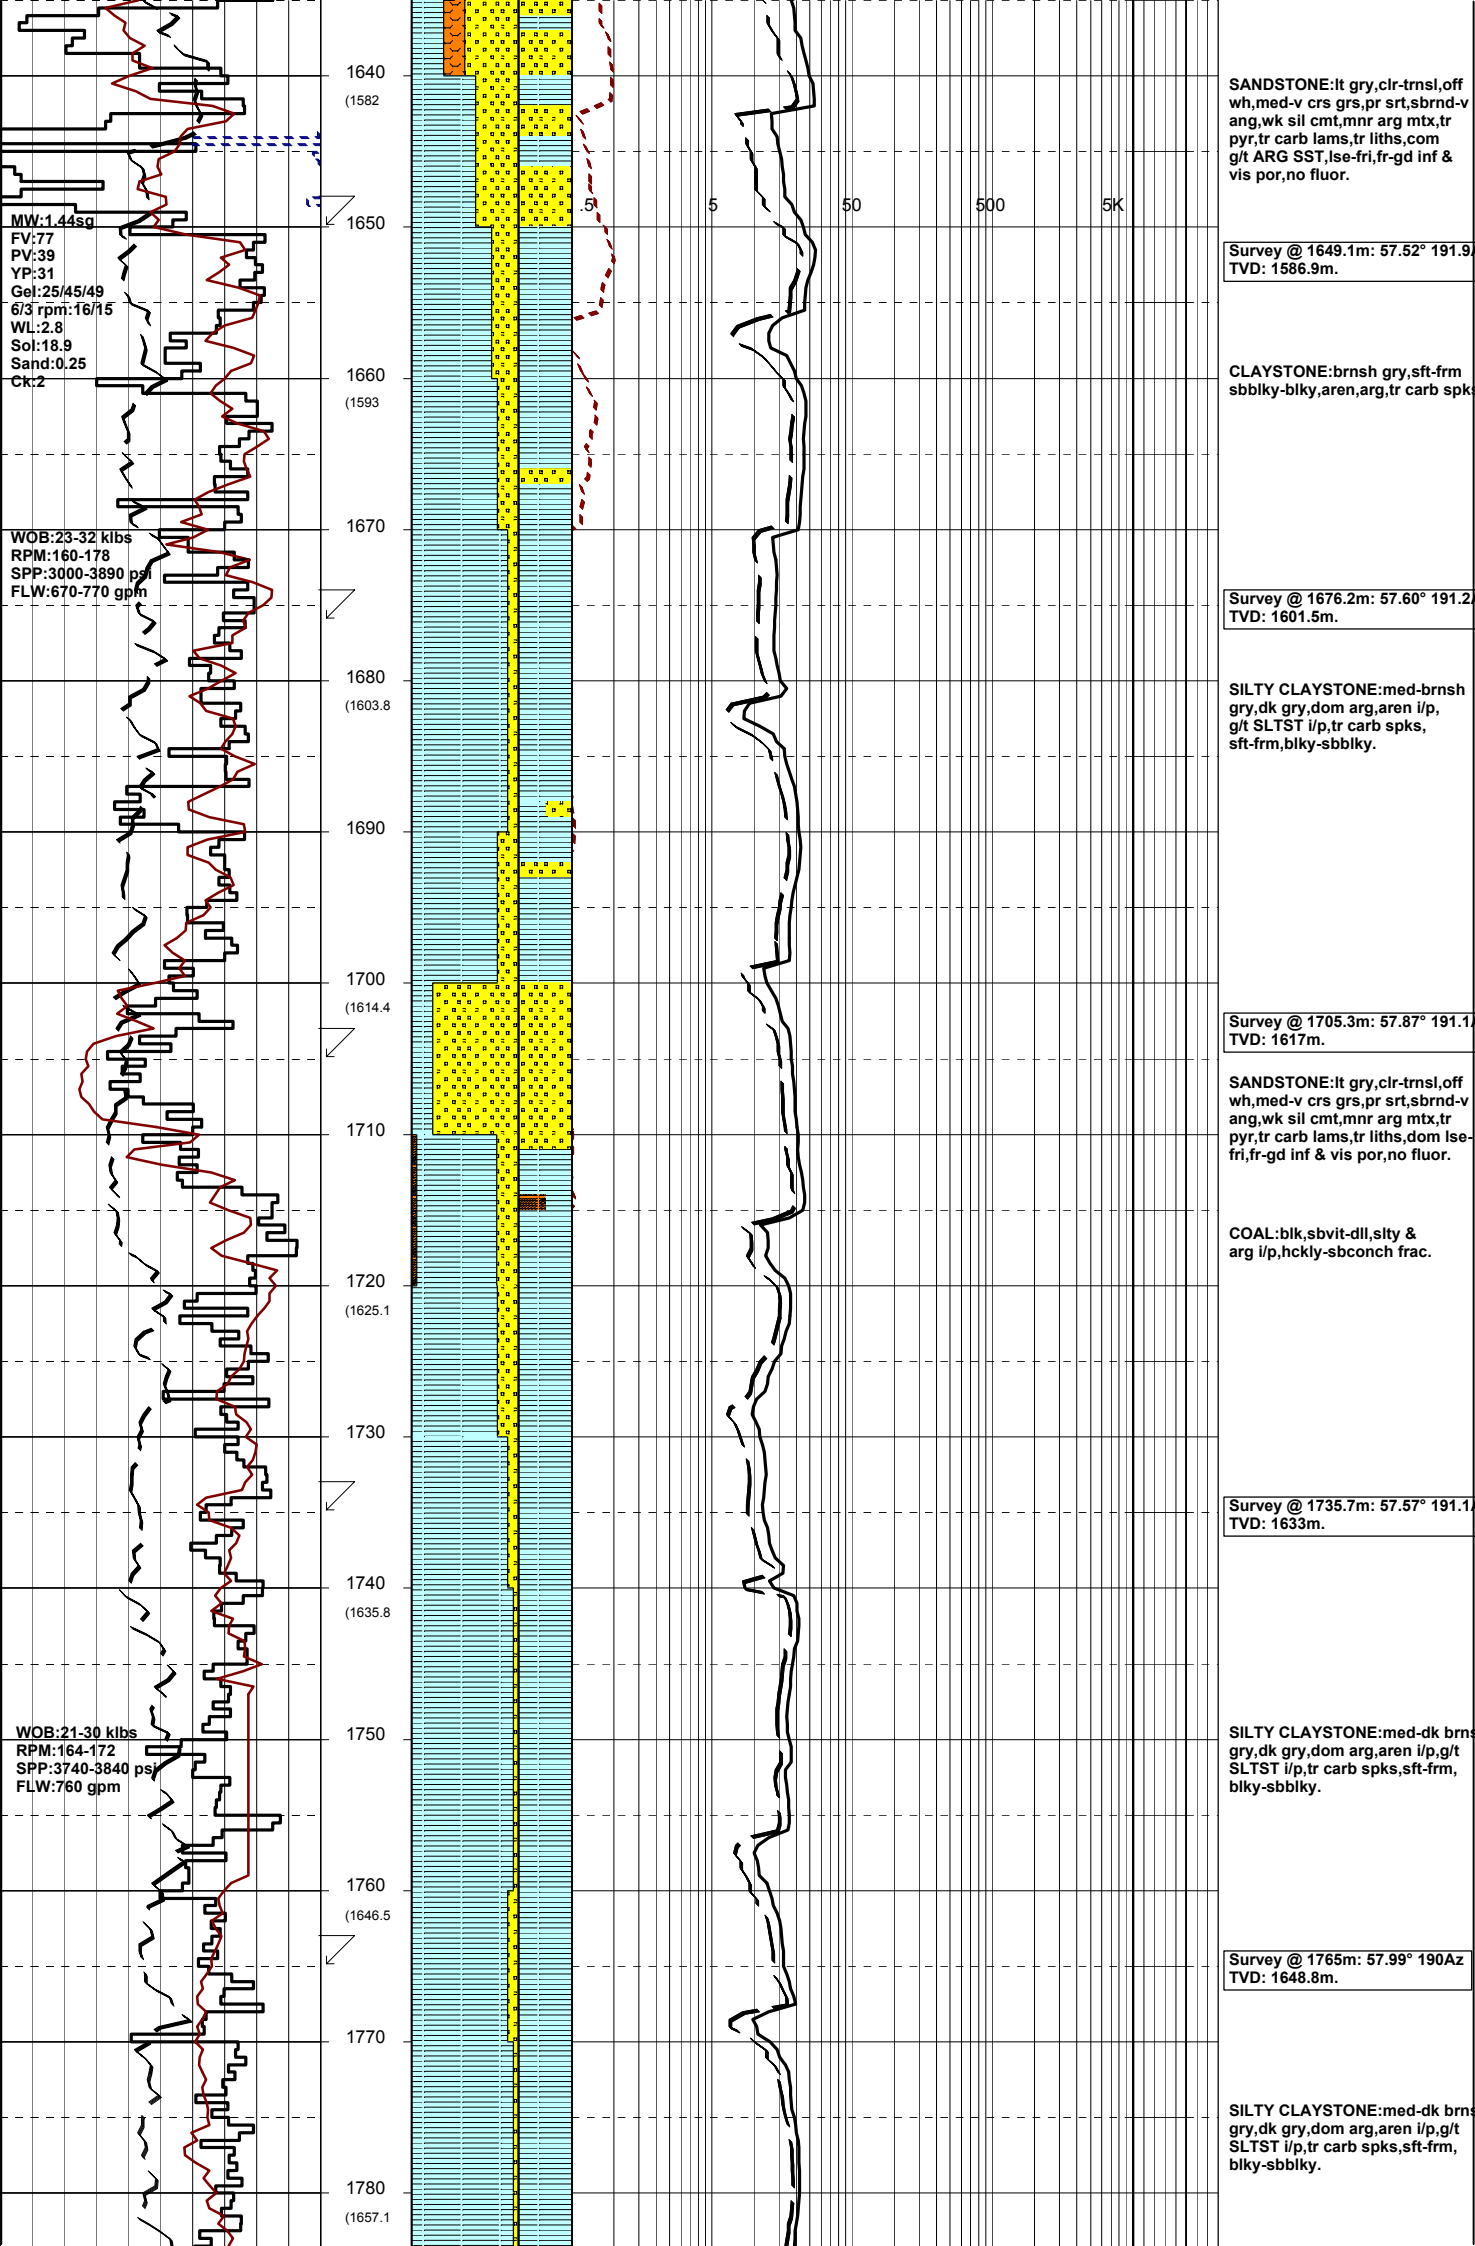 MW:1.44sg
FV:77
PV:39
YP:31
Gel:25/45/49
6/3 rpm:16/15
WL:2.8
Sol:18.9
Sand:0.25
Ck:2
WOB:23-32 klbs
RPM:160-178
SPP:3000-3890 psi
FLW:670-770 gpm
WOB:21-30 klbs
RPM:164-172
SPP:3740-3840 psi
FLW:760 gpm
1640
(1582
1650
1660
(1593
1670
1680
(1603.8
1690
1700
(1614.4
1710
1720
(1625.1
1730
1740
(1635.8
1750
1760
(1646.5
1770
1780
(1657.1
.5 5 50 500 5K
SANDSTONE:lt gry,clr-trnsl,off
wh,med-v crs grs,pr srt,sbrnd-v
ang,wk sil cmt,mnr arg mtx,tr
pyr,tr carb lams,tr liths,com
g/t ARG SST,lse-fri,fr-gd inf &
vis por,no fluor.
Survey @ 1649.1m: 57.52° 191.9
TVD: 1586.9m.
CLAYSTONE:brnsh gry,sft-frm
sbblky-blky,aren,arg,tr carb spks
Survey @ 1676.2m: 57.60° 191.2
TVD: 1601.5m.
SILTY CLAYSTONE:med-brnsh
gry,dk gry,dom arg,aren i/p,
g/t SLTST i/p,tr carb spks,
sft-frm,blky-sbblky.
Survey @ 1705.3m: 57.87° 191.1
TVD: 1617m.
SANDSTONE:lt gry,clr-trnsl,off
wh,med-v crs grs,pr srt,sbrnd-v
ang,wk sil cmt,mnr arg mtx,tr
pyr,tr carb lams,tr liths,dom lse-
fri,fr-gd inf & vis por,no fluor.
COAL:blk,sbvit-dll,slty &
arg i/p,hckly-sbconch frac.
Survey @ 1735.7m: 57.57° 191.1
TVD: 1633m.
SILTY CLAYSTONE:med-dk brns
gry,dk gry,dom arg,aren i/p,g/t
SLTST i/p,tr carb spks,sft-frm,
blky-sbblky.
Survey @ 1765m: 57.99° 190Az
TVD: 1648.8m.
SILTY CLAYSTONE:med-dk brns
gry,dk gry,dom arg,aren i/p,g/t
SLTST i/p,tr carb spks,sft-frm,
blky-sbblky.